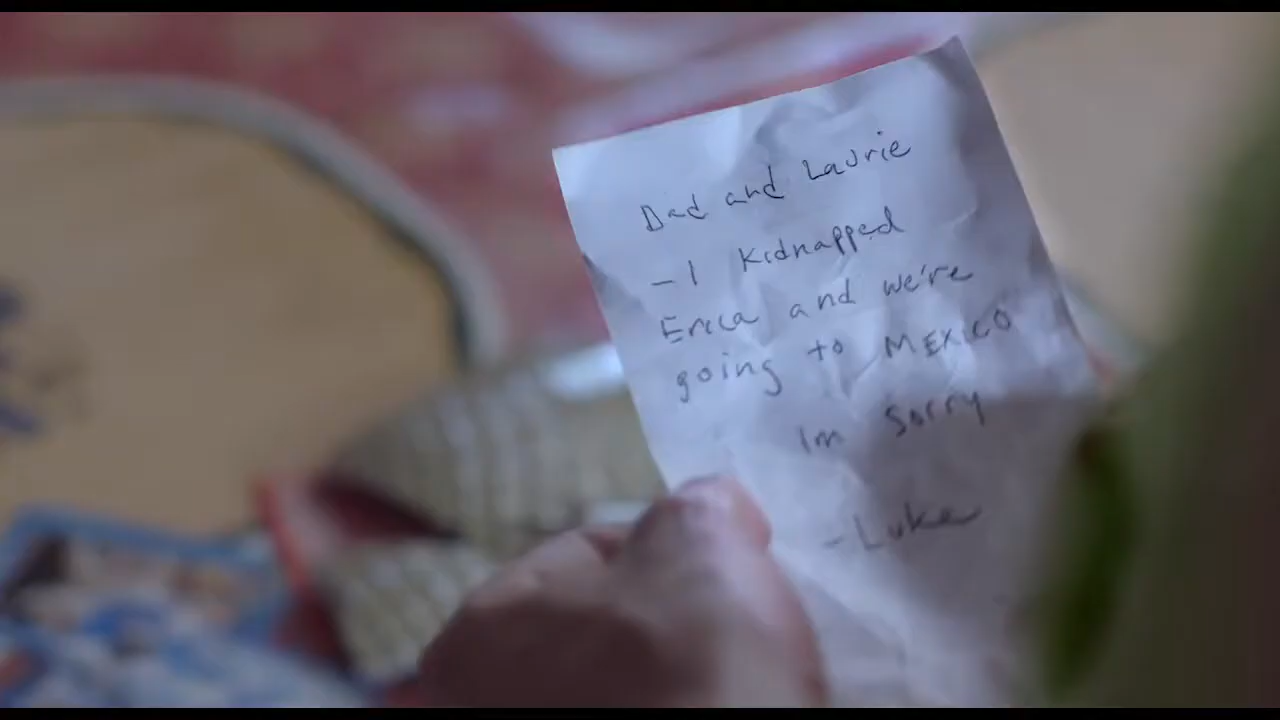 Dad and Laurie
- I Kidnapped
Erica and we're
going to MEXICO
Im Sorry
- Luke